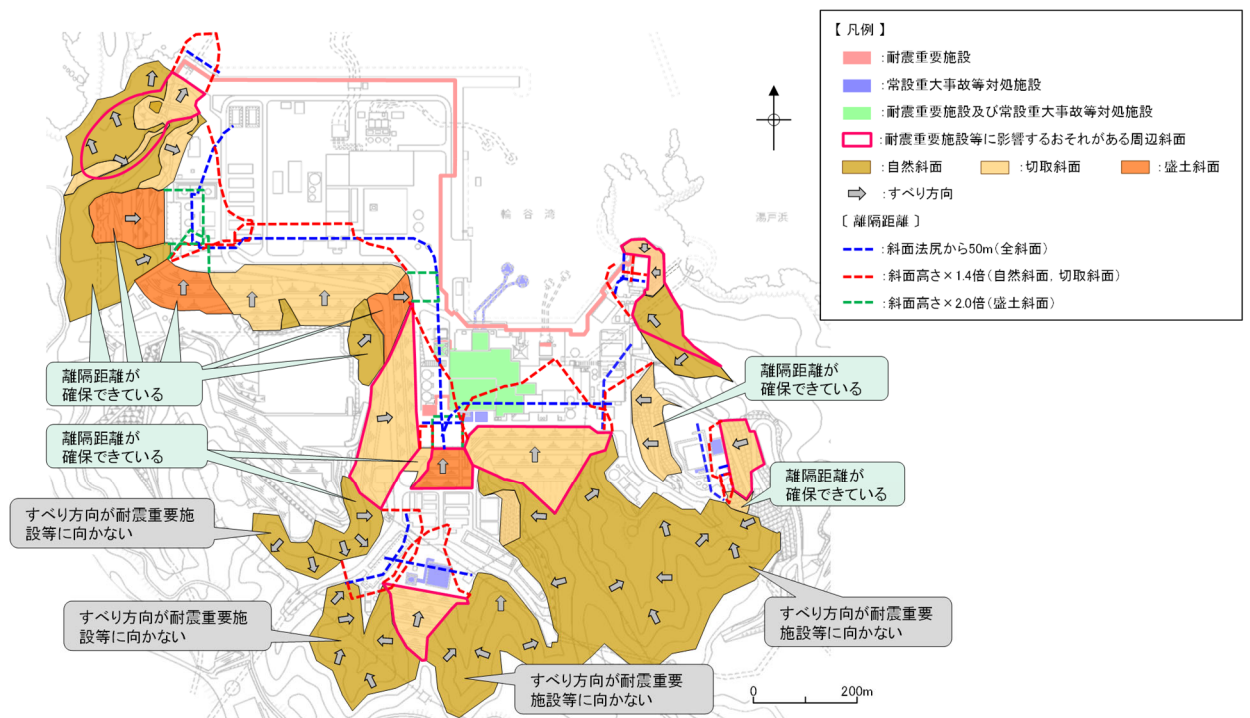 【 凡例 】
:耐震重要施設
:常設重大事故等対処施設
:耐震重要施設及び常設重大事故等対処施設
:耐震重要施設等に影響するおそれがある周辺斜面
:自然斜面
:切取斜面
:盛土斜面
:すべり方向
〔 離隔距離 〕
:斜面法尻から50m(全斜面)
:斜面高さ×1.4倍(自然斜面, 切取斜面)
:斜面高さ×2.0倍(盛土斜面)
輪谷湾
湯戸浜
離隔距離が
確保できている
離隔距離が
確保できている
離隔距離が
確保できている
離隔距離が
確保できている
すべり方向が耐震重要施
設等に向かない
すべり方向が耐震重要施
設等に向かない
すべり方向が耐震重要
施設等に向かない
すべり方向が耐震重要
施設等に向かない
0
200m